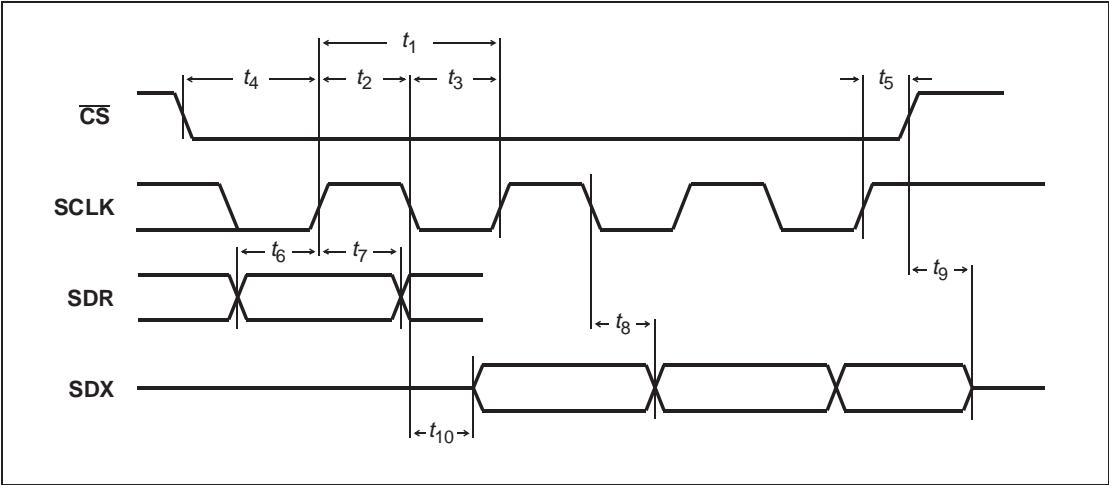 t1
t4 t2 t3 t5
CS
SCLK
t6 t7
t9
SDR
t8
SDX
t10